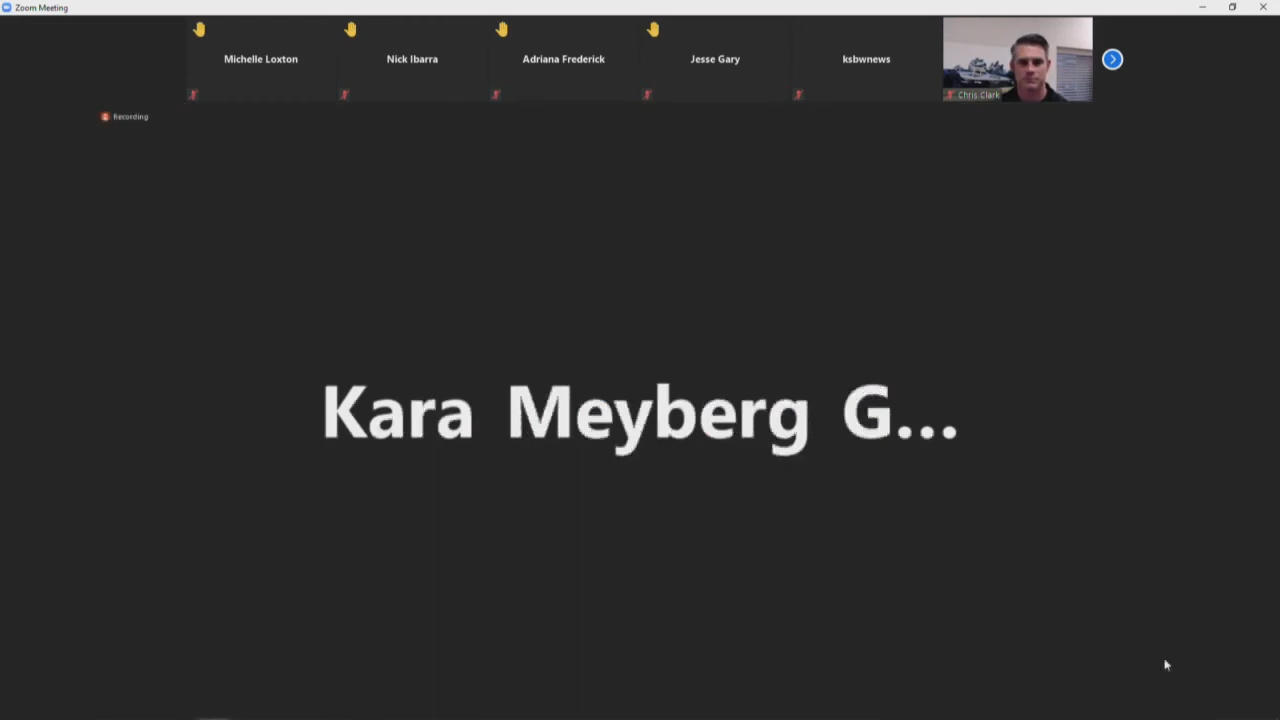 Zoom Meeting
Michelle Loxton
Nick Ibarra
Adriana Frederick
Jesse Gary
ksbwnews
Chris Clark
Recording
Kara Meyberg G...